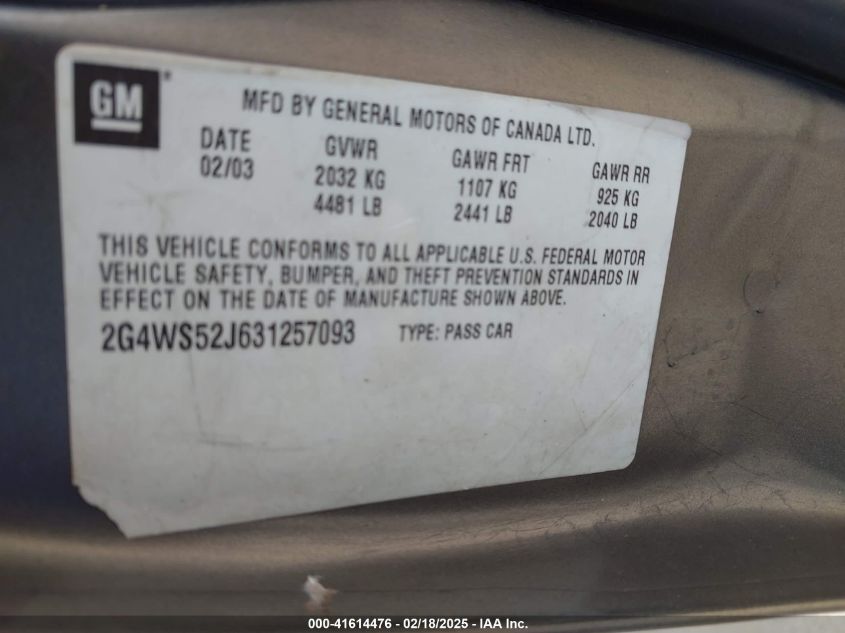 GM
MFD BY GENERAL MOTORS OF CANADA LTD.
DATE GVWR GAWR FRT GAWR RR
02/03 2032 KG 1107 KG 925 KG
4481 LB 2441 LB 2040 LB
THIS VEHICLE CONFORMS TO ALL APPLICABLE U.S. FEDERAL MOTOR
VEHICLE SAFETY, BUMPER, AND THEFT PREVENTION STANDARDS IN
EFFECT ON THE DATE OF MANUFACTURE SHOWN ABOVE.
2G4WS52J631257093 TYPE: PASS CAR
000-41614476 - 02/18/2025 - IAA Inc.